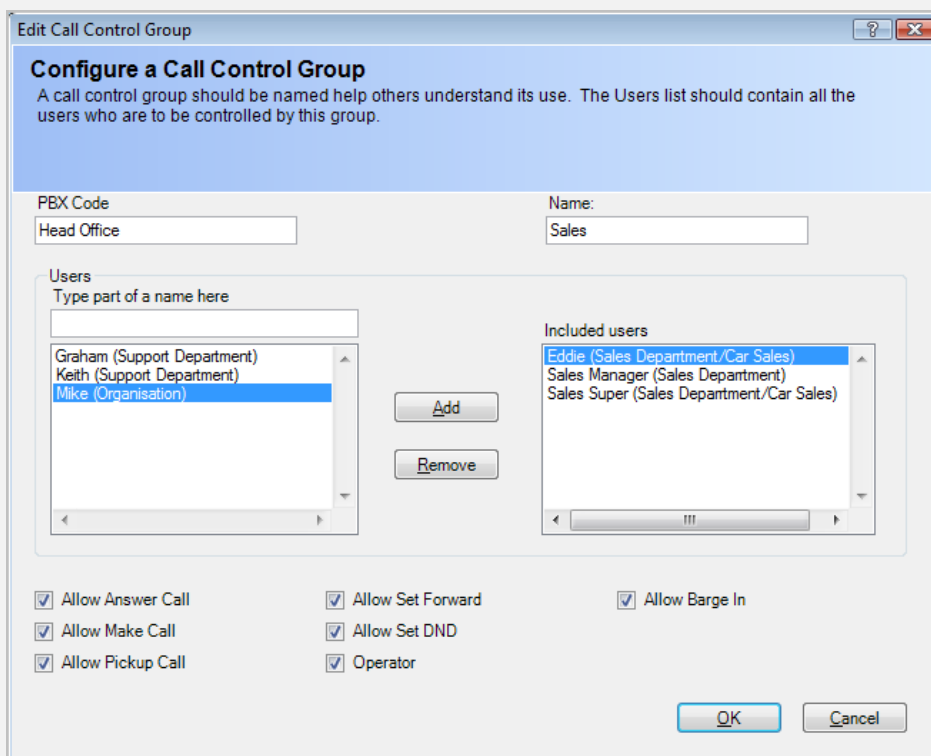 Edit Call Control Group
Configure a Call Control Group
A call control group should be named help others understand its use.  The Users list should contain all the
users who are to be controlled by this group.
PBX Code
Name:
Head Office
Sales
Users
Type part of a name here
Included users
Graham (Support Department)
Keith (Support Department)
Mike (Organisation)
Eddie (Sales Department/Car Sales)
Sales Manager (Sales Department)
Sales Super (Sales Department/Car Sales)
Add
Remove
Allow Answer Call
Allow Set Forward
Allow Barge In
Allow Make Call
Allow Set DND
Allow Pickup Call
Operator
OK
Cancel